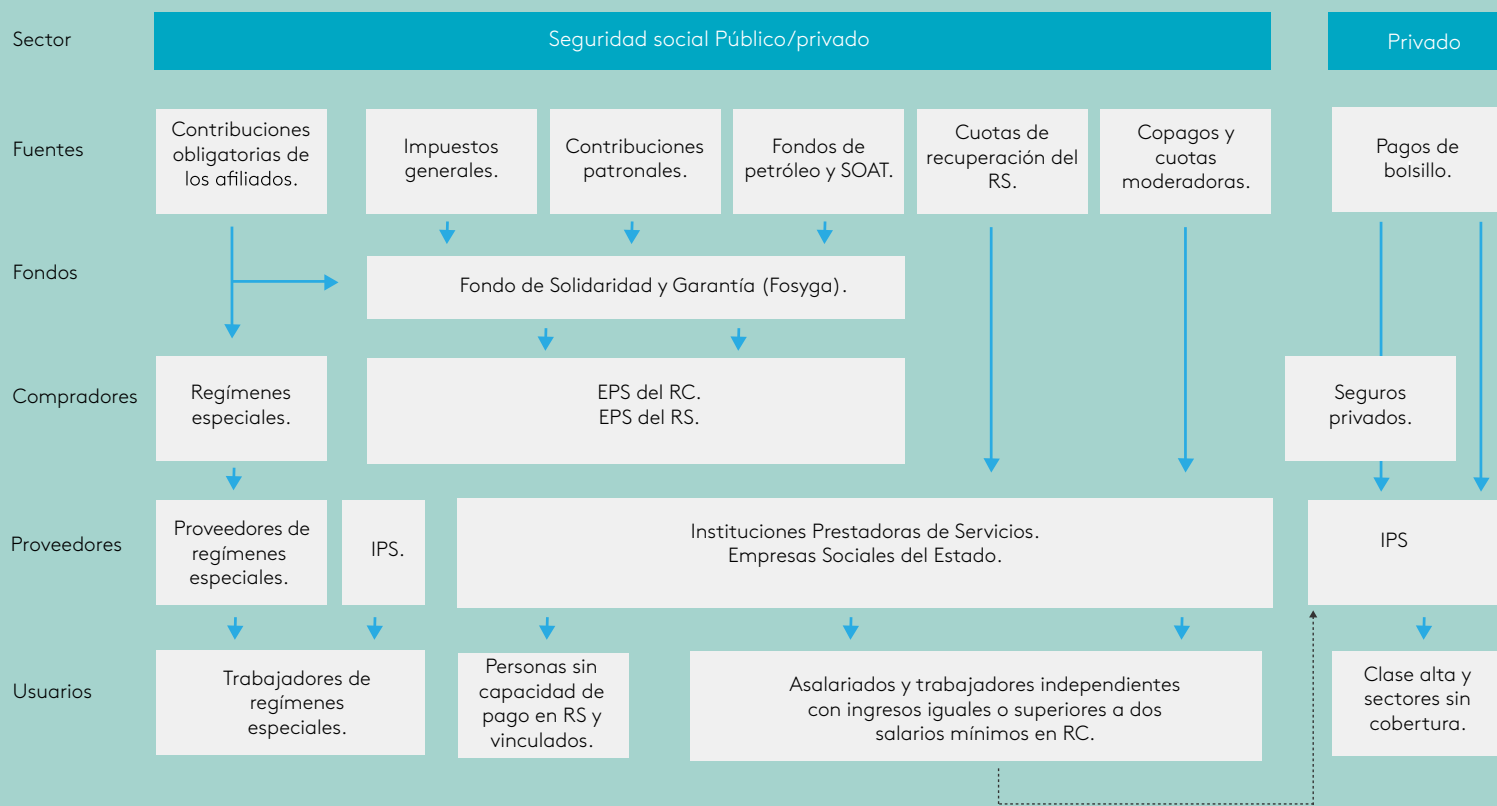 Sector
Seguridad social Público/privado
Privado
Fuentes
Contribuciones
obligatorias de
los afiliados.
Impuestos
generales.
Contribuciones
patronales.
Fondos de
petróleo y SOAT.
Cuotas de
recuperación del
RS.
Copagos y
cuotas
moderadoras.
Pagos de
bolsillo.
Fondos
Fondo de Solidaridad y Garantía (Fosyga).
Compradores
Regímenes
especiales.
EPS del RC.
EPS del RS.
Seguros
privados.
Proveedores
Proveedores de
regímenes
especiales.
IPS.
Instituciones Prestadoras de Servicios.
Empresas Sociales del Estado.
IPS
Usuarios
Trabajadores de
regímenes
especiales.
Personas sin
capacidad de
pago en RS y
vinculados.
Asalariados y trabajadores independientes
con ingresos iguales o superiores a dos
salarios mínimos en RC.
Clase alta y
sectores sin
cobertura.